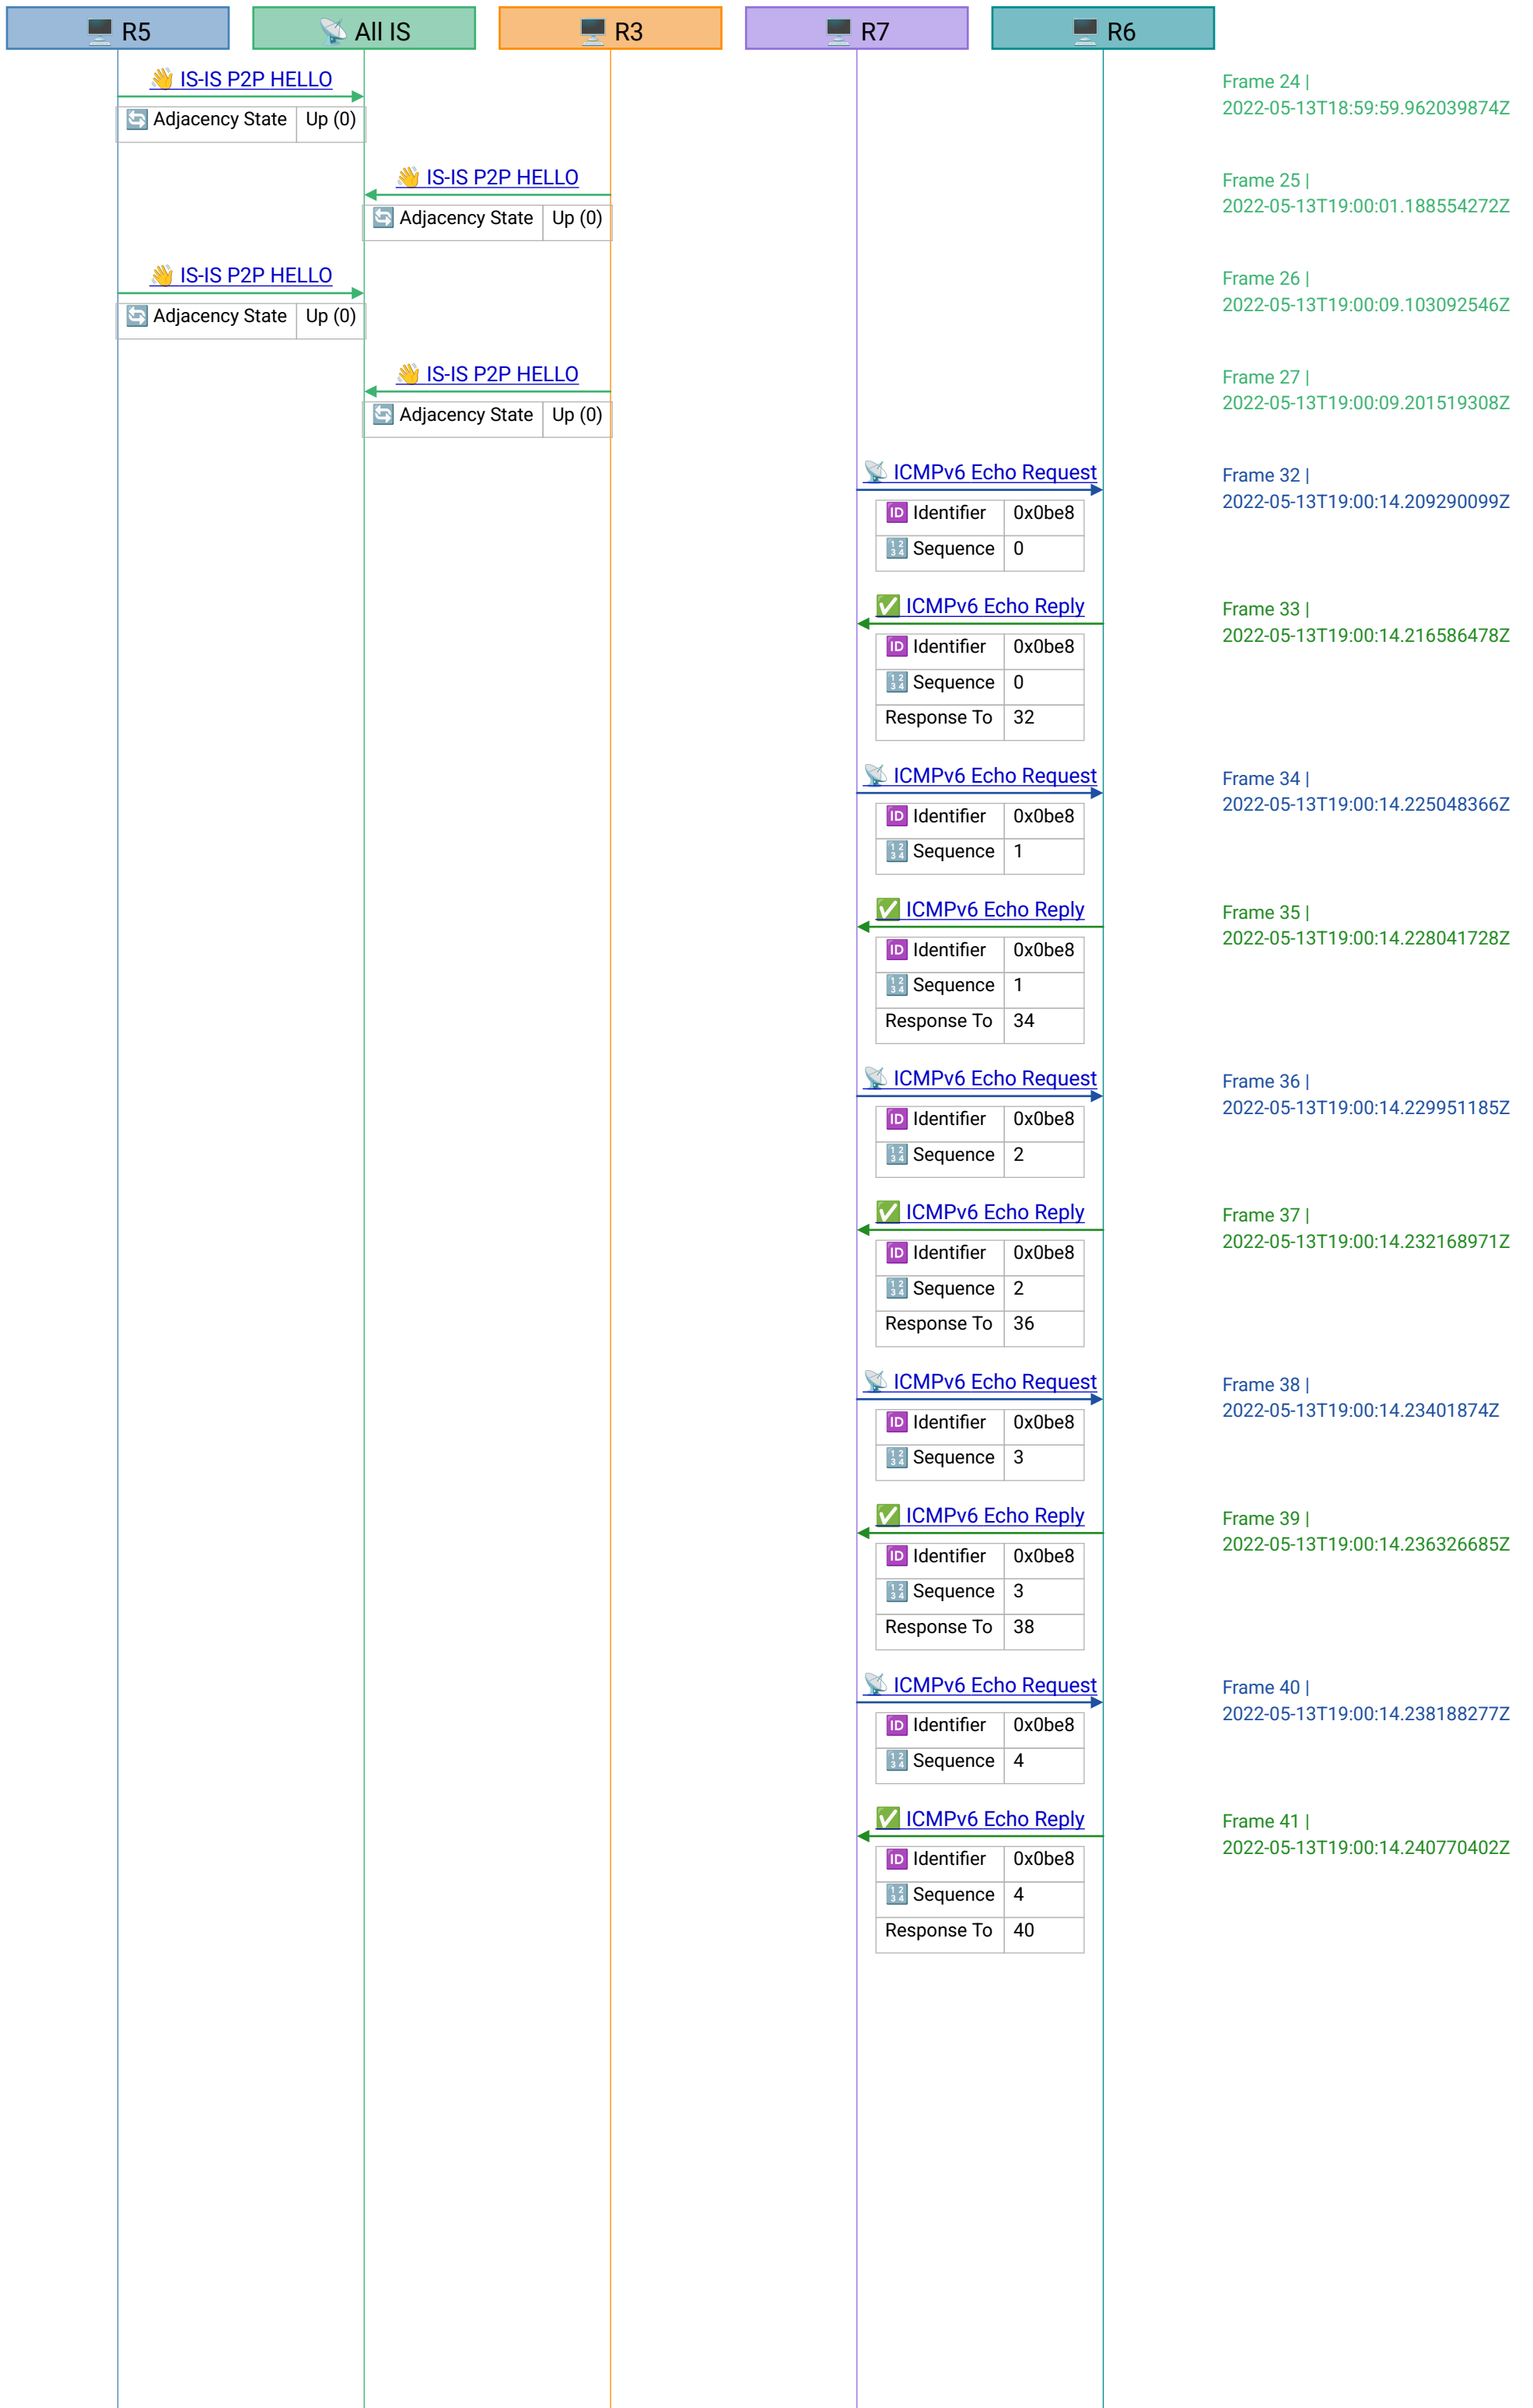 R5
All IS
R3
R7
R6
IS-IS P2P HELLO
Frame 24 |
2022-05-13T18:59:59.962039874Z
Adjacency State Up (0)
IS-IS P2P HELLO
Frame 25 |
2022-05-13T19:00:01.188554272Z
Adjacency State Up (0)
IS-IS P2P HELLO
Frame 26 |
2022-05-13T19:00:09.103092546Z
Adjacency State Up (0)
IS-IS P2P HELLO
Frame 27 |
2022-05-13T19:00:09.201519308Z
Adjacency State Up (0)
ICMPv6 Echo Request
Frame 32 |
2022-05-13T19:00:14.209290099Z
Identifier 0x0be8
Sequence 0
ICMPv6 Echo Reply
Frame 33 |
2022-05-13T19:00:14.216586478Z
Identifier 0x0be8
Sequence 0
Response To 32
ICMPv6 Echo Request
Frame 34 |
2022-05-13T19:00:14.225048366Z
Identifier 0x0be8
Sequence 1
ICMPv6 Echo Reply
Frame 35 |
2022-05-13T19:00:14.228041728Z
Identifier 0x0be8
Sequence 1
Response To 34
ICMPv6 Echo Request
Frame 36 |
2022-05-13T19:00:14.229951185Z
Identifier 0x0be8
Sequence 2
ICMPv6 Echo Reply
Frame 37 |
2022-05-13T19:00:14.232168971Z
Identifier 0x0be8
Sequence 2
Response To 36
ICMPv6 Echo Request
Frame 38 |
2022-05-13T19:00:14.23401874Z
Identifier 0x0be8
Sequence 3
ICMPv6 Echo Reply
Frame 39 |
2022-05-13T19:00:14.236326685Z
Identifier 0x0be8
Sequence 3
Response To 38
ICMPv6 Echo Request
Frame 40 |
2022-05-13T19:00:14.238188277Z
Identifier 0x0be8
Sequence 4
ICMPv6 Echo Reply
Frame 41 |
2022-05-13T19:00:14.240770402Z
Identifier 0x0be8
Sequence 4
Response To 40